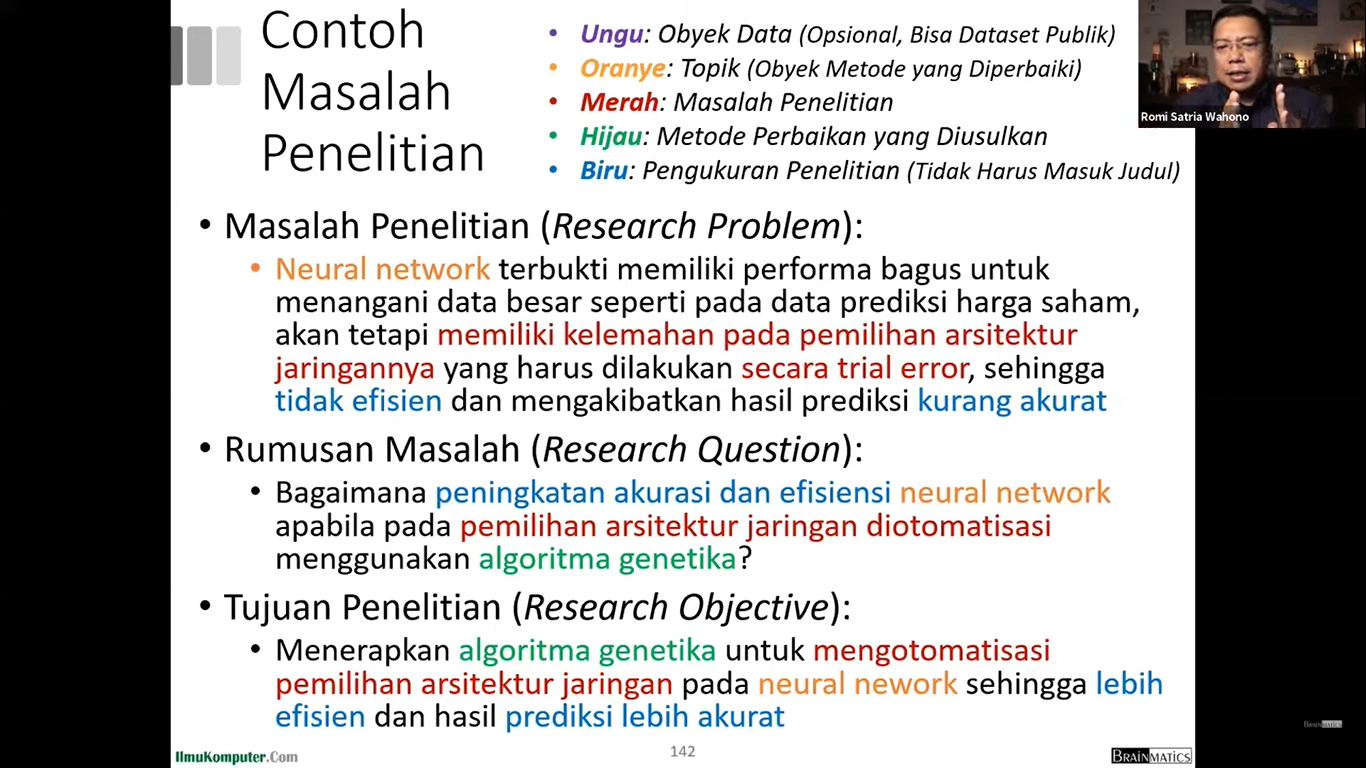 Contoh
Masalah
Penelitian
• Ungu: Obyek Data (Opsional, Bisa Dataset Publik)
• Oranye: Topik (Obyek Metode yang Diperbaiki)
• Merah: Masalah Penelitian
• Hijau: Metode Perbaikan yang Diusulkan
• Biru: Pengukuran Penelitian (Tidak Harus Masuk Judul)
Romi Satria Wahono
• Masalah Penelitian (Research Problem):
• Neural network terbukti memiliki performa bagus untuk
menangani data besar seperti pada data prediksi harga saham,
akan tetapi memiliki kelemahan pada pemilihan arsitektur
jaringannya yang harus dilakukan secara trial error, sehingga
tidak efisien dan mengakibatkan hasil prediksi kurang akurat
• Rumusan Masalah (Research Question):
• Bagaimana peningkatan akurasi dan efisiensi neural network
apabila pada pemilihan arsitektur jaringan diotomatisasi
menggunakan algoritma genetika?
• Tujuan Penelitian (Research Objective):
• Menerapkan algoritma genetika untuk mengotomatisasi
pemilihan arsitektur jaringan pada neural nework sehingga lebih
efisien dan hasil prediksi lebih akurat
IlmuKomputer.Com
142
BRAINMATICS
BRAINMATICS